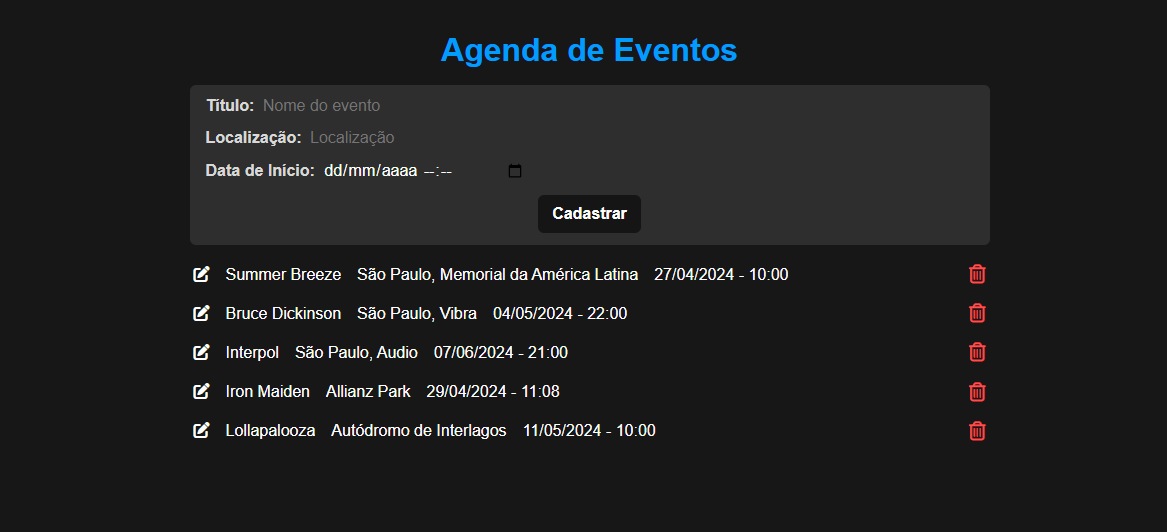 Agenda de Eventos
Título: Nome do evento
Localização: Localização
Data de Início: dd/mm/aaaa --:--
Cadastrar
Summer Breeze São Paulo, Memorial da América Latina 27/04/2024 - 10:00
Bruce Dickinson São Paulo, Vibra 04/05/2024 - 22:00
Interpol São Paulo, Audio 07/06/2024 - 21:00
Iron Maiden Allianz Park 29/04/2024 - 11:08
Lollapalooza Autódromo de Interlagos 11/05/2024 - 10:00